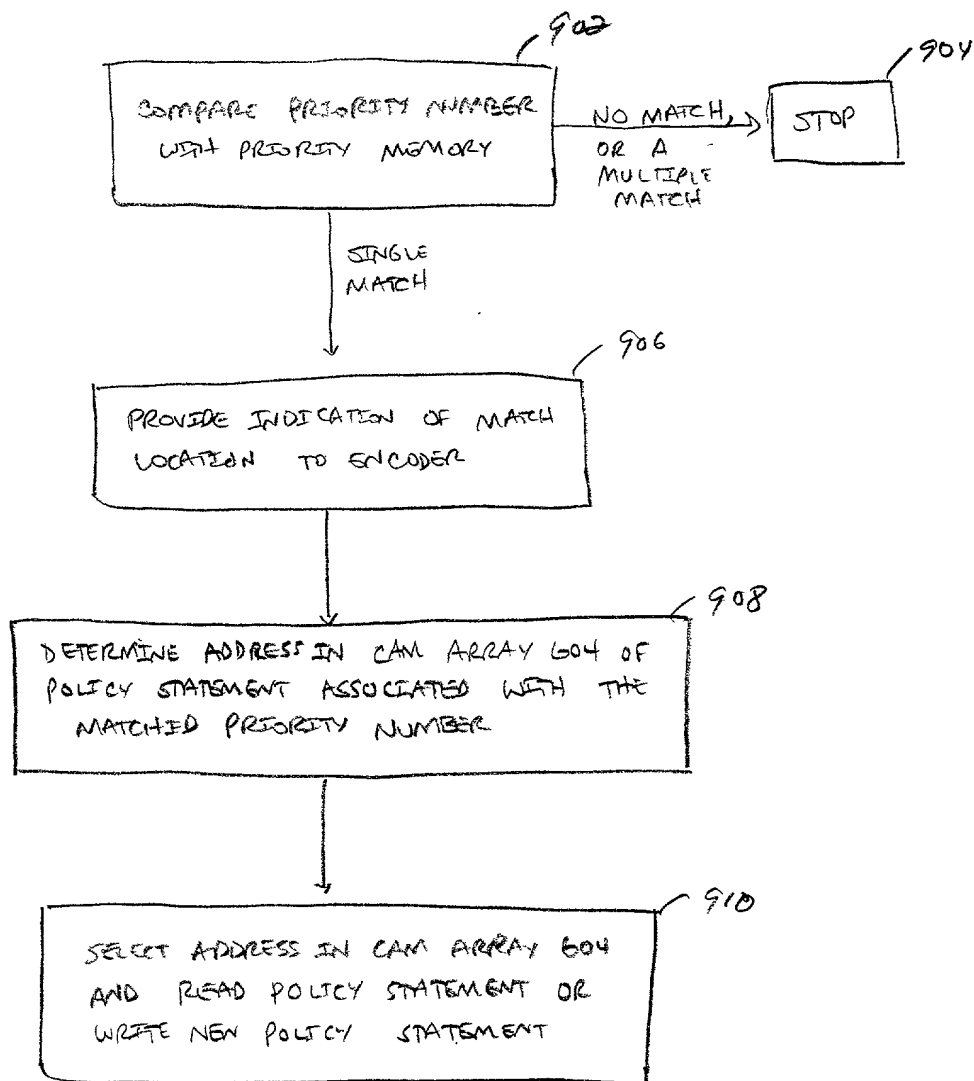 902
COMPARE PRIORITY NUMBER
WITH PRIORITY MEMORY
904
STOP
NO MATCH,
OR A
MULTIPLE
MATCH
SINGLE
MATCH
906
PROVIDE INDICATION OF MATCH
LOCATION TO ENCODER
908
DETERMINE ADDRESS IN CAM ARRAY 604 OF
POLICY STATEMENT ASSOCIATED WITH THE
MATCHED PRIORITY NUMBER
910
SELECT ADDRESS IN CAM ARRAY 604
AND READ POLICY STATEMENT OR
WRITE NEW POLICY STATEMENT